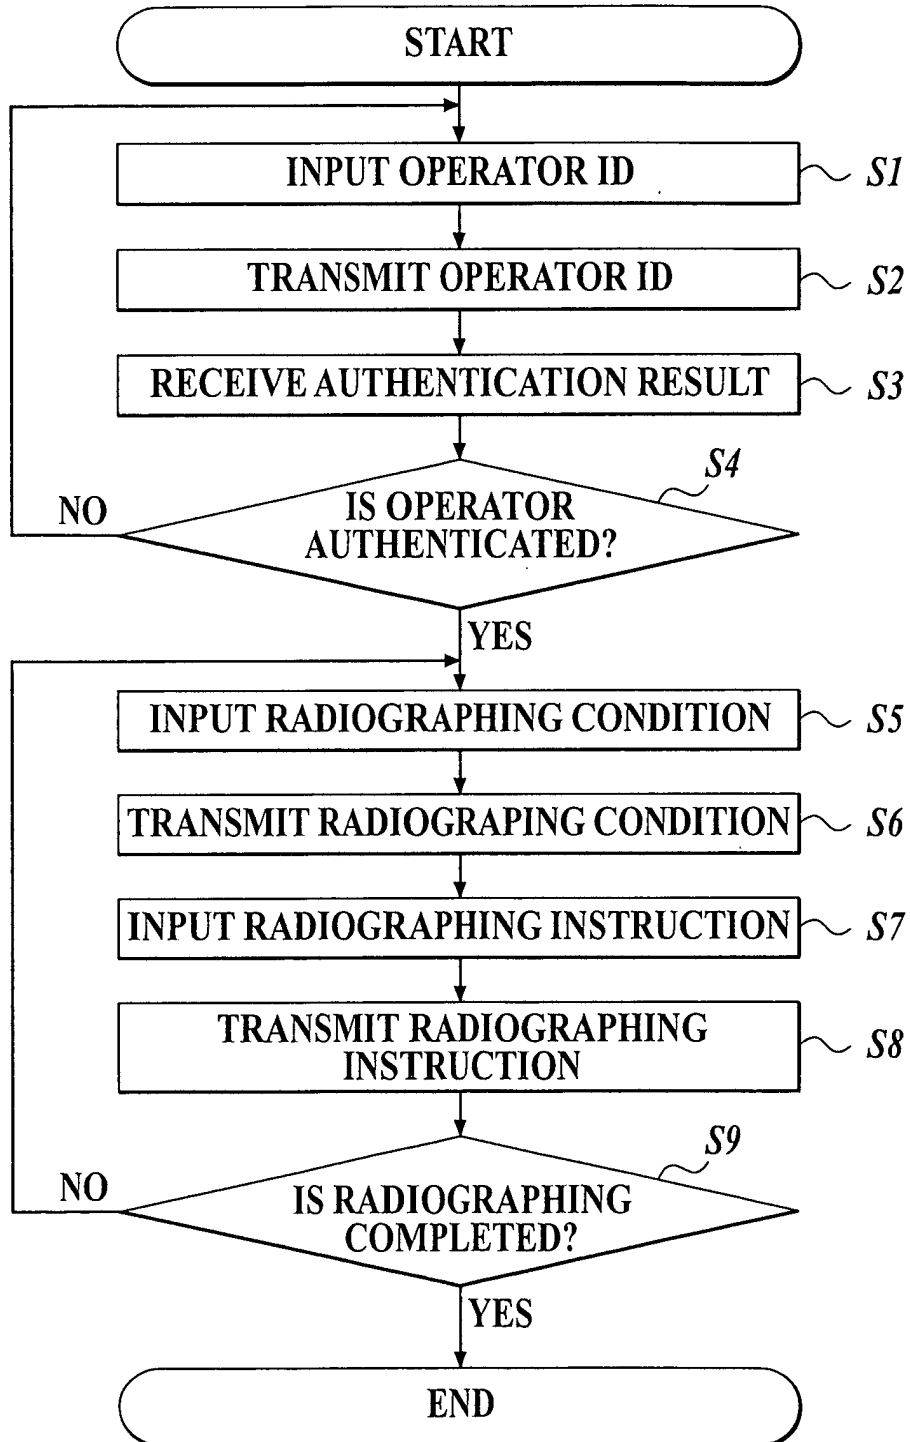 START
INPUT OPERATOR ID
S1
TRANSMIT OPERATOR ID
S2
RECEIVE AUTHENTICATION RESULT
S3
S4
NO
IS OPERATOR
AUTHENTICATED?
YES
INPUT RADIOGRAPHING CONDITION
S5
TRANSMIT RADIOGRAPING CONDITION
S6
INPUT RADIOGRAPHING INSTRUCTION
S7
TRANSMIT RADIOGRAPHING
INSTRUCTION
S8
S9
NO
IS RADIOGRAPHING
COMPLETED?
YES
END